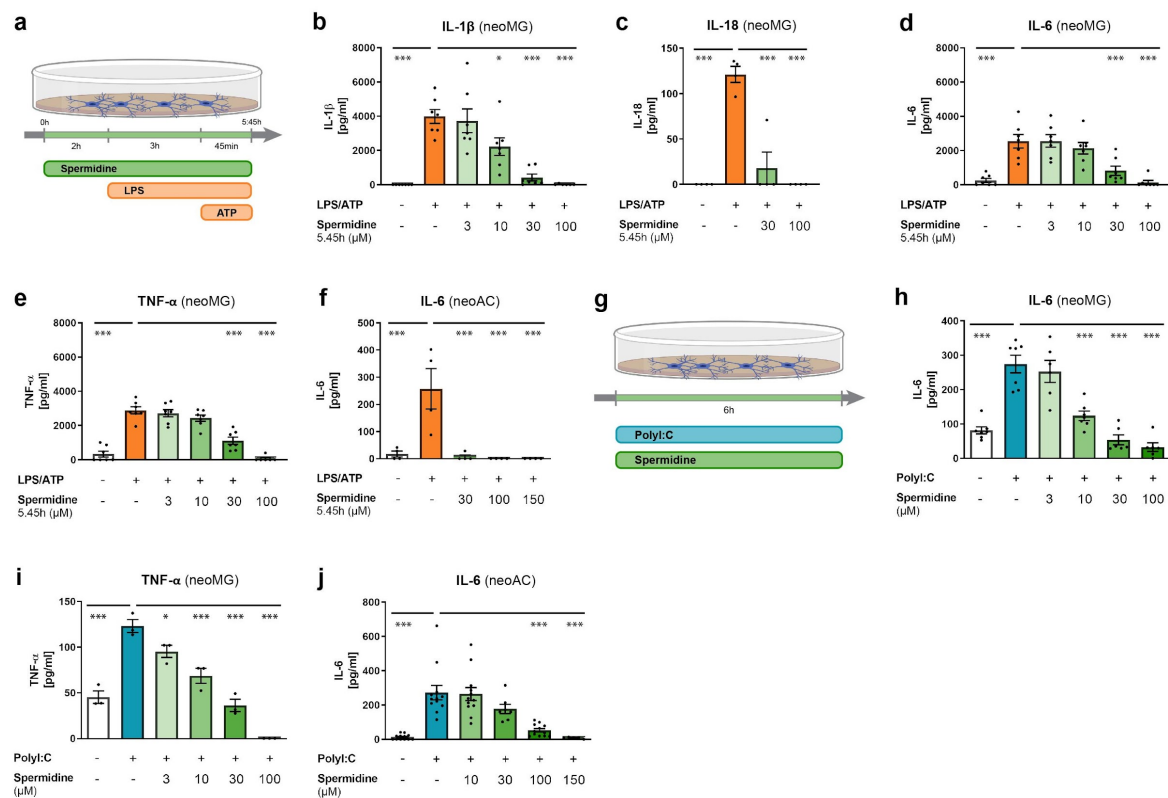 a
0h
5:45h
2h
3h
45min
Spermidine
LPS
ATP
b
IL-1β (neoMG)
IL-1β
[pg/ml]
8000
6000
4000
2000
0
*** * *** ***
LPS/ATP - + + + + +
Spermidine - - 3 10 30 100
5.45h (µM)
c
IL-18 (neoMG)
IL-18
[pg/ml]
150
100
50
0
*** *** ***
LPS/ATP - + + +
Spermidine - - 30 100
5.45h (µM)
d
IL-6 (neoMG)
IL-6
[pg/ml]
8000
6000
4000
2000
0
*** *** ***
LPS/ATP - + + + + +
Spermidine - - 3 10 30 100
5.45h (µM)
e
TNF-α (neoMG)
TNF-α
[pg/ml]
8000
6000
4000
2000
0
*** *** ***
LPS/ATP - + + + + +
Spermidine - - 3 10 30 100
5.45h (µM)
f
IL-6 (neoAC)
IL-6
[pg/ml]
500
400
300
200
100
0
*** *** *** ***
LPS/ATP - + + + +
Spermidine - - 30 100 150
5.45h (µM)
g
6h
PolyI:C
Spermidine
h
IL-6 (neoMG)
IL-6
[pg/ml]
500
400
300
200
100
0
*** *** *** ***
PolyI:C - + + + + +
Spermidine - - 3 10 30 100
(µM)
i
TNF-α (neoMG)
TNF-α
[pg/ml]
150
100
50
0
*** * *** *** ***
PolyI:C - + + + + +
Spermidine - - 3 10 30 100
(µM)
j
IL-6 (neoAC)
IL-6
[pg/ml]
800
600
400
200
0
*** *** ***
PolyI:C - + + + + +
Spermidine - - 10 30 100 150
(µM)